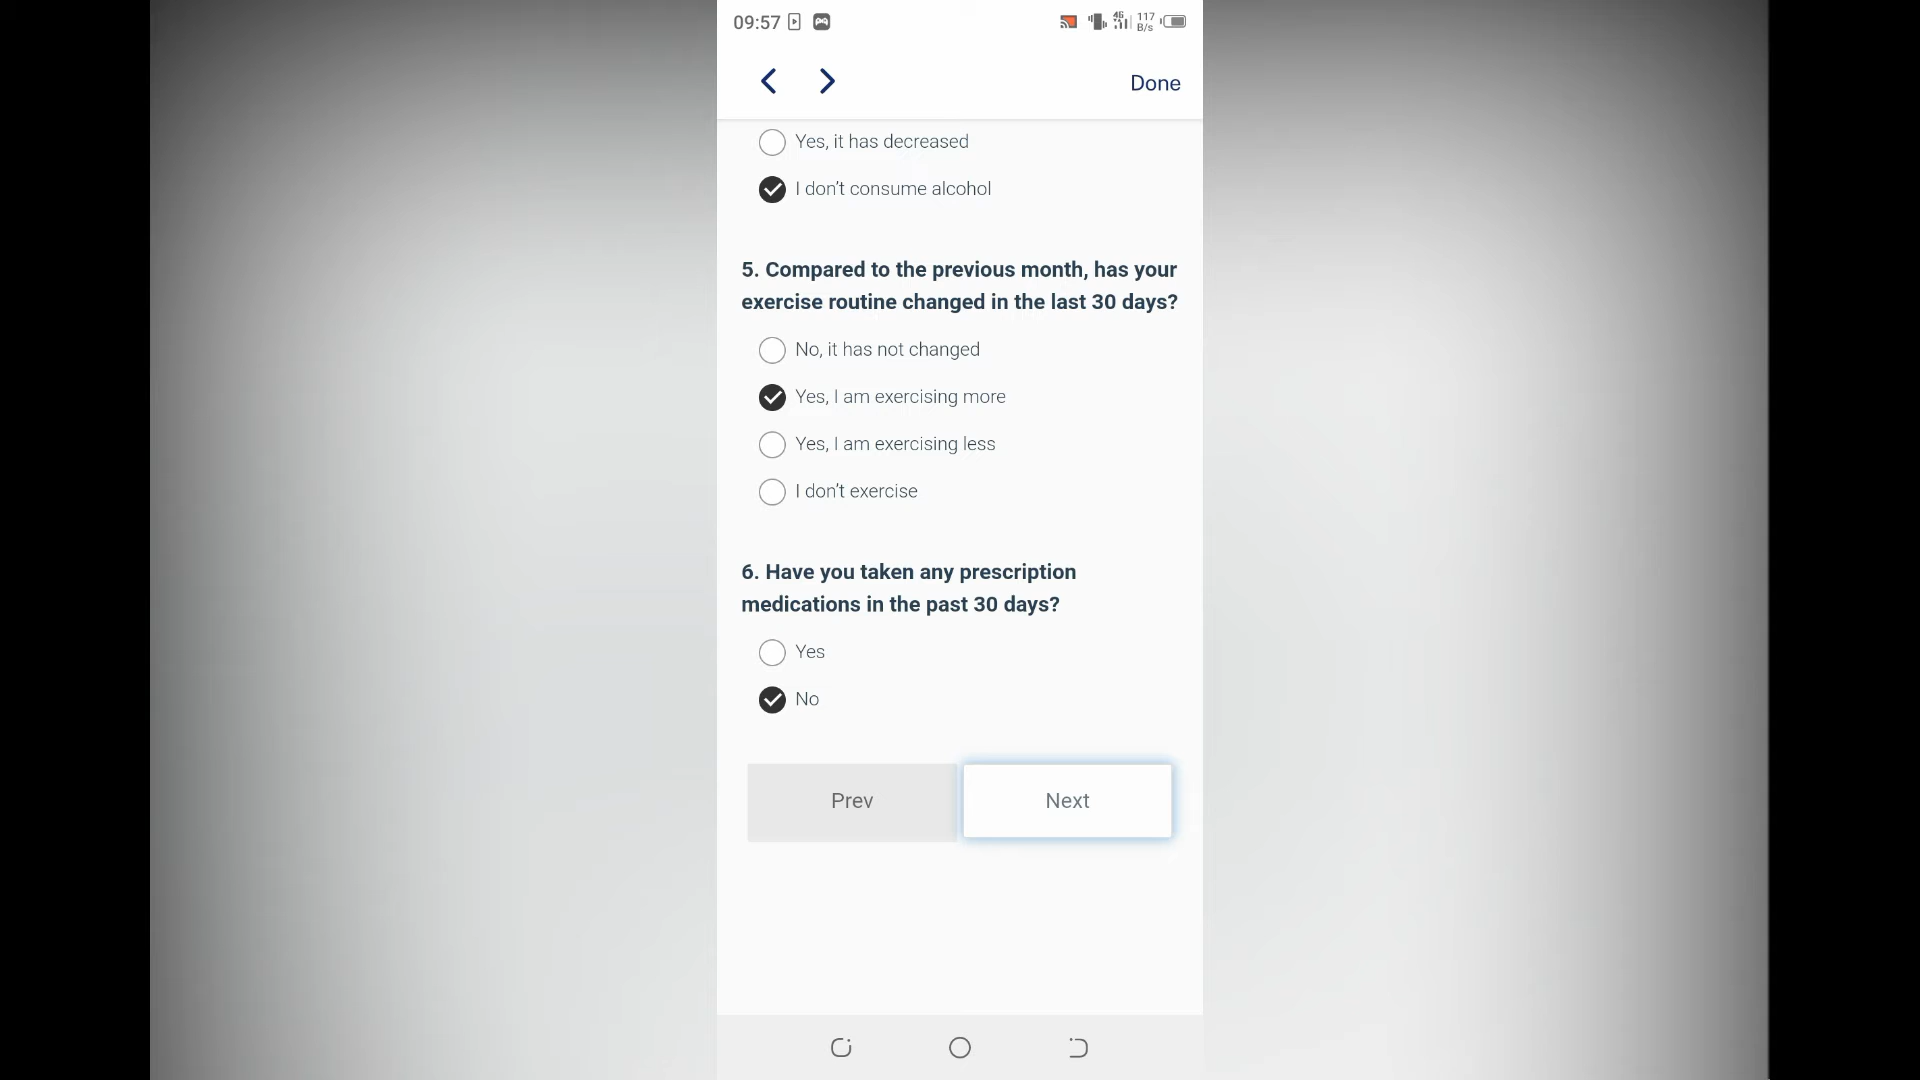 09:57
4G
117
B/s
Done
Yes, it has decreased
I don't consume alcohol
5. Compared to the previous month, has your
exercise routine changed in the last 30 days?
No, it has not changed
Yes, I am exercising more
Yes, I am exercising less
I don't exercise
6. Have you taken any prescription
medications in the past 30 days?
Yes
No
Prev
Next